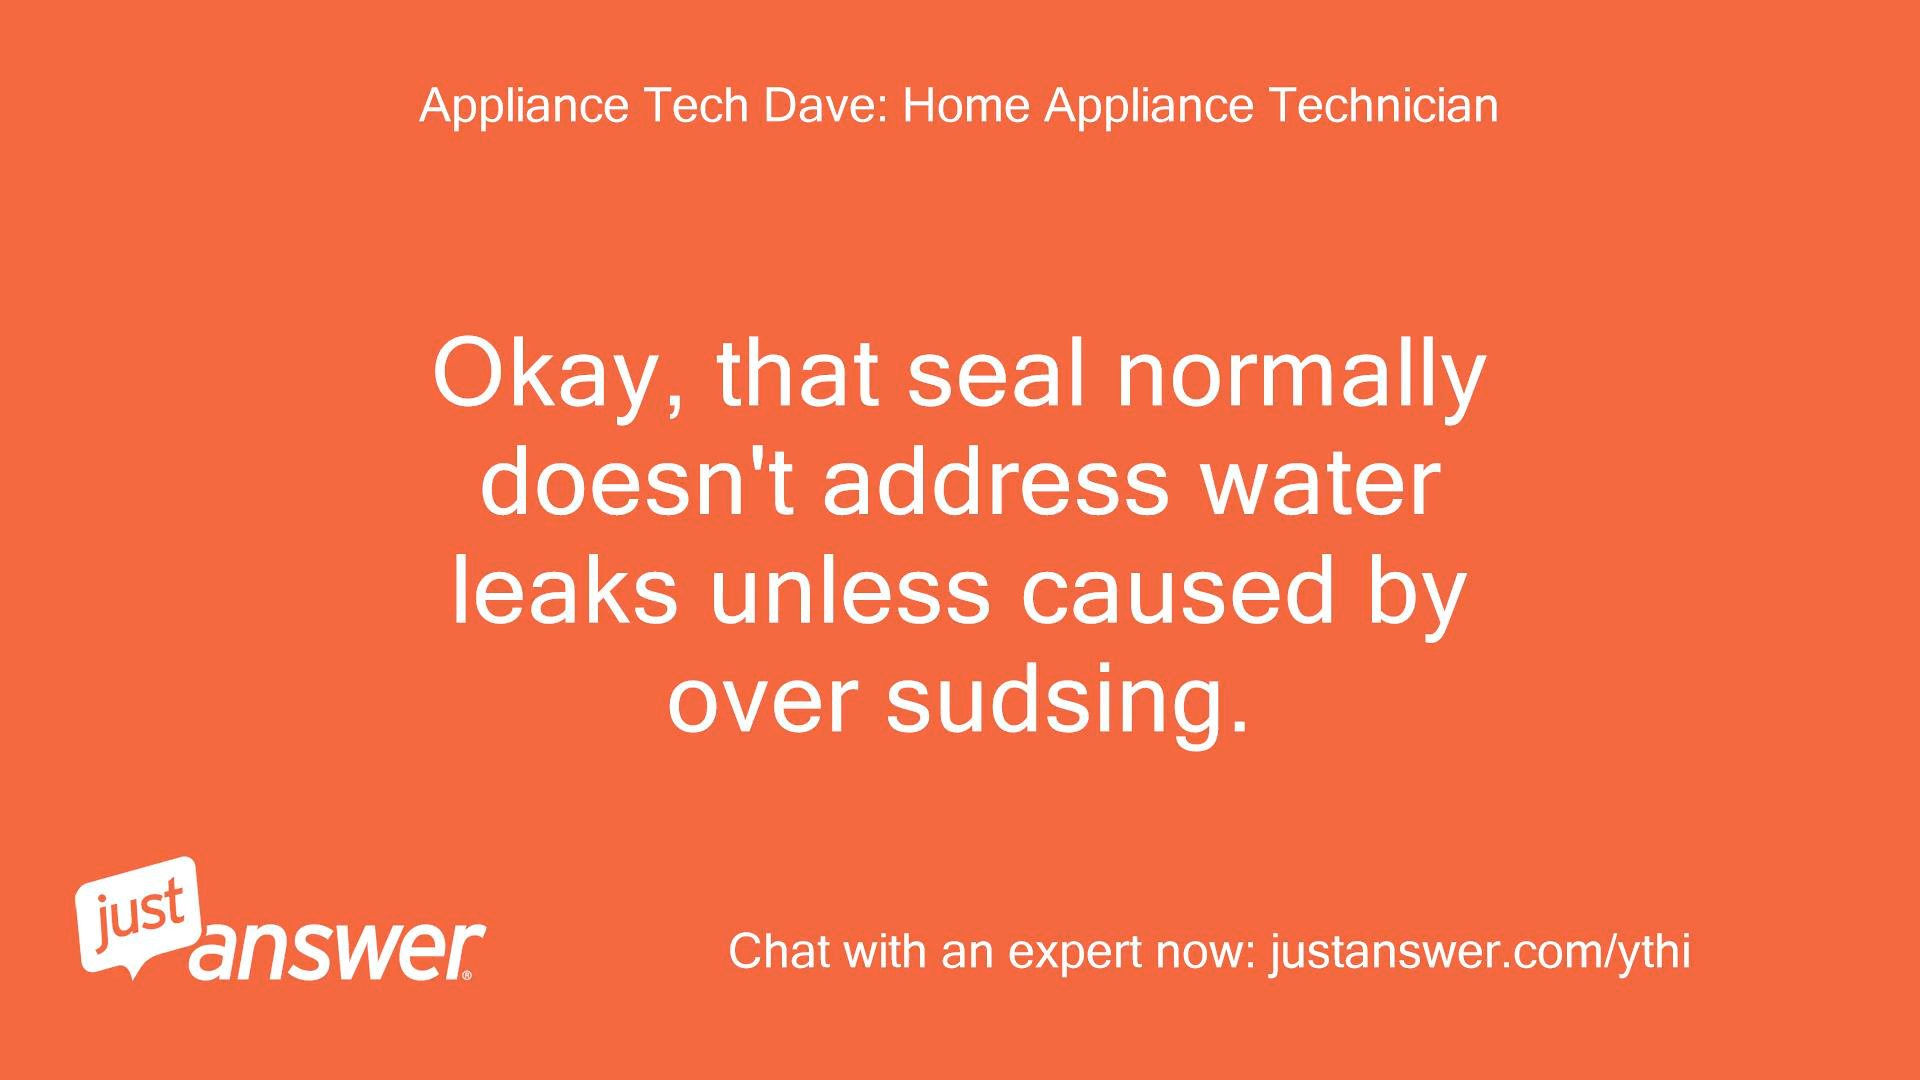 Appliance Tech Dave: Home Appliance Technician
Okay, that seal normally
doesn't address water
leaks unless caused by
over sudsing.
just
answer®
Chat with an expert now: justanswer.com/ythi